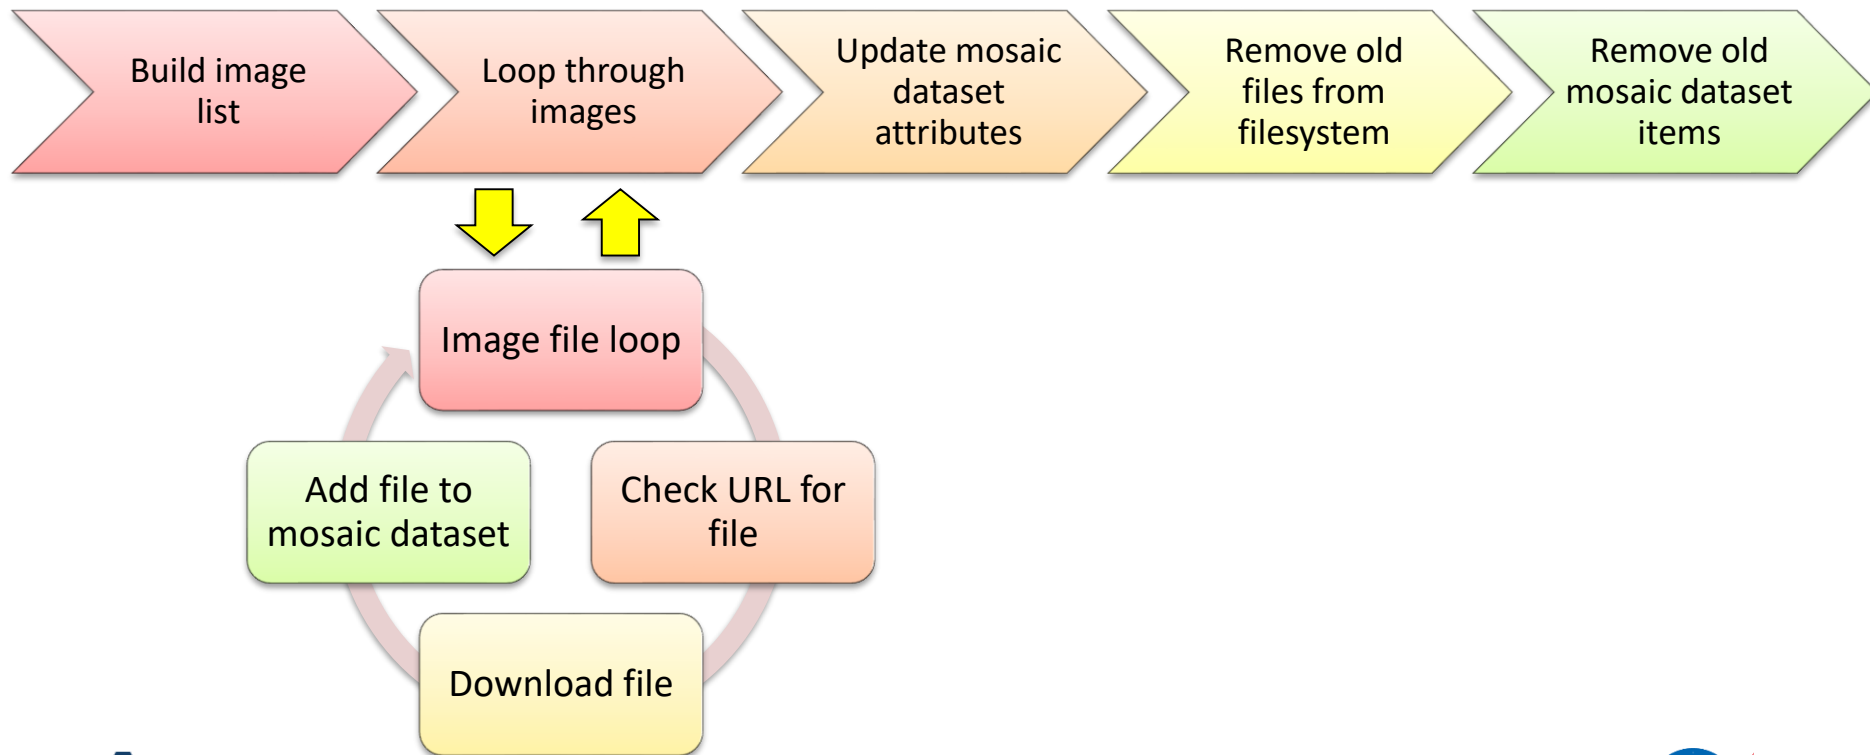 Build image
list
Loop through
images
Update mosaic
dataset
attributes
Remove old
files from
filesystem
Remove old
mosaic dataset
items
Image file loop
Check URL for
file
Download file
Add file to
mosaic dataset